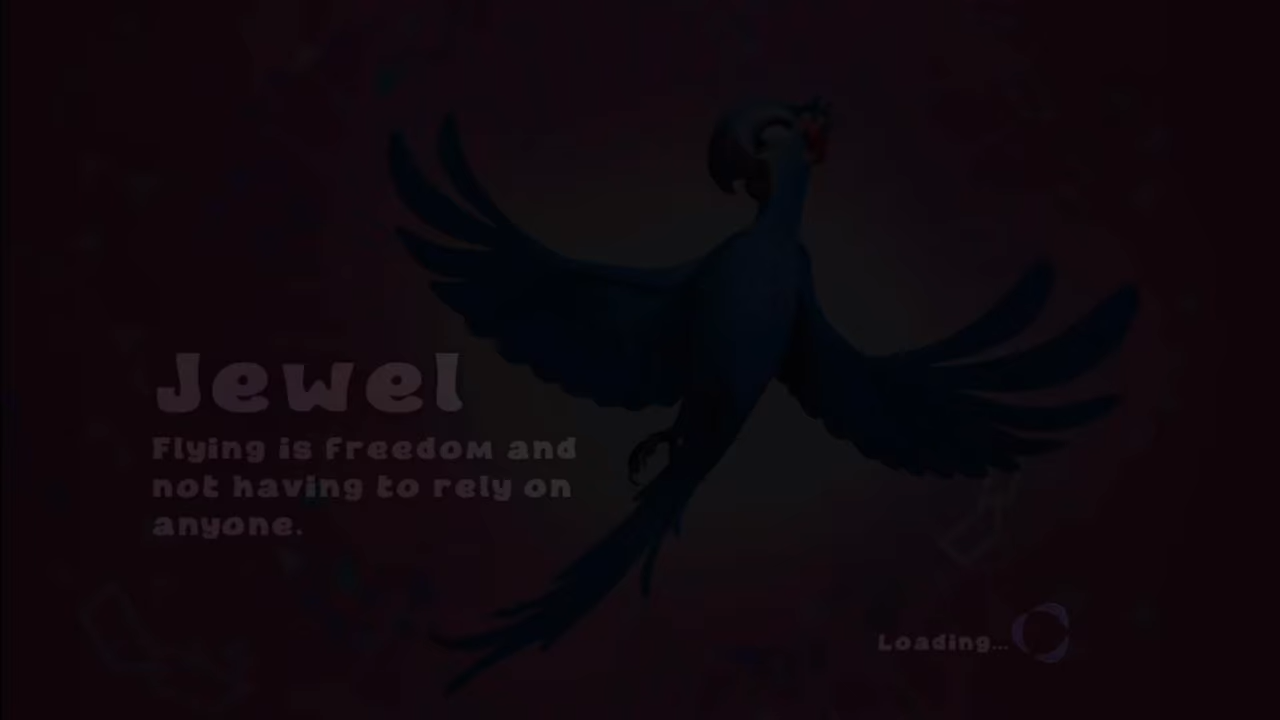 Jewel
Flying is freedom and
not having to rely on
anyone.
Loading...